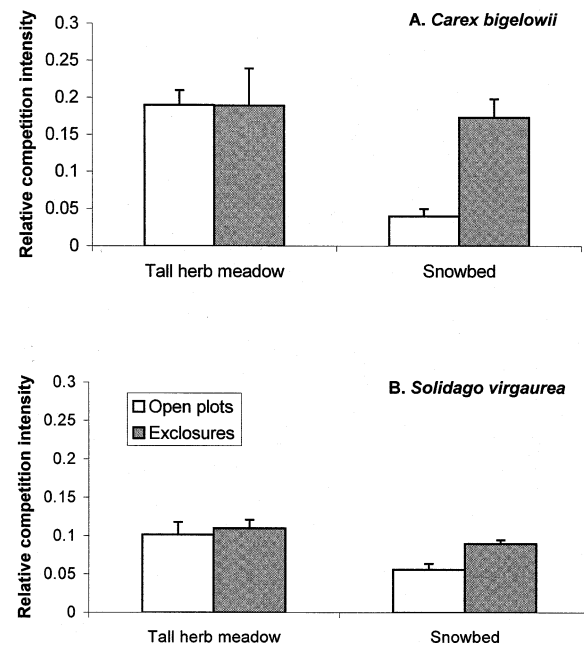 A. Carex bigelowii
Relative competition intensity
0.3
0.25
0.2
0.15
0.1
0.05
0
Tall herb meadow
Snowbed
B. Solidago virgaurea
Relative competition intensity
0.3
0.25
0.2
0.15
0.1
0.05
0
Open plots
Exclosures
Tall herb meadow
Snowbed